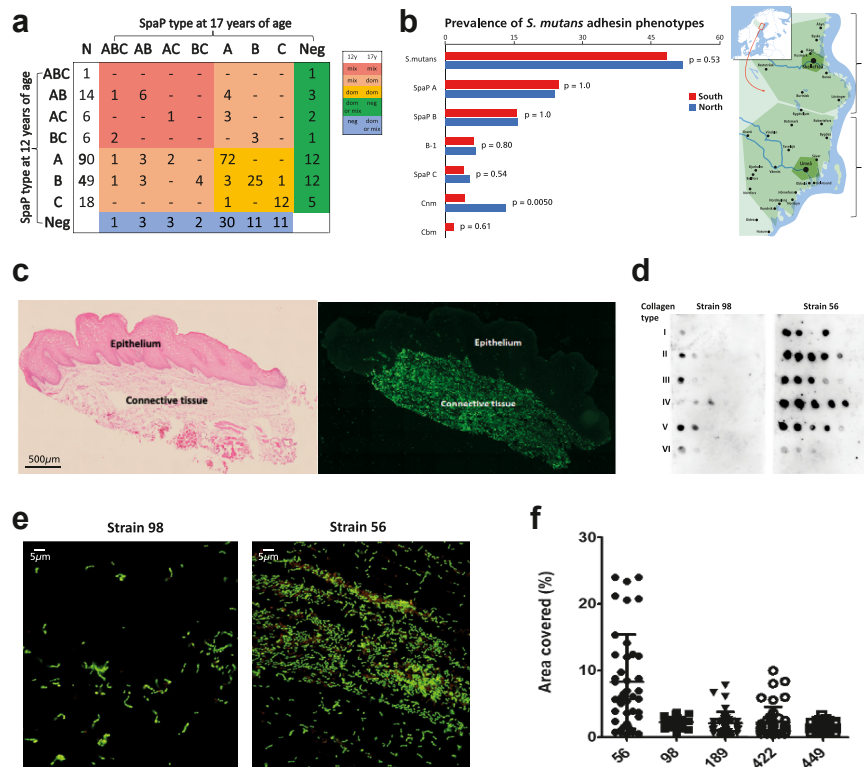 a
SpaP type at 17 years of age
N ABC AB AC BC A B C Neg
SpaP type at 12 years of age
ABC 1 - - - - - - - 1
AB 14 1 6 - - 4 - - 3
AC 6 - - 1 - 3 - - 2
BC 6 2 - - - - 3 - 1
A 90 1 3 2 - 72 - - 12
B 49 1 3 - 4 3 25 1 12
C 18 - - - - 1 - 12 5
Neg 1 3 3 2 30 11 11
12y 17y
mix mix
mix dom
dom dom
dom or mix neg
neg dom or mix
b
Prevalence of S. mutans adhesin phenotypes
0 15 30 45 60
S.mutans p = 0.53
SpaP A p = 1.0
SpaP B p = 1.0
B-1 p = 0.80
SpaP C p = 0.54
Cnm p = 0.0050
Cbm p = 0.61
South
North
Umeå
c
Epithelium
Connective tissue
500µm
Epithelium
Connective tissue
d
Collagen type
Strain 98 Strain 56
I
II
III
IV
V
VI
e
Strain 98
5µm
Strain 56
5µm
f
Area covered (%)
30
20
10
0
56 98 189 422 449